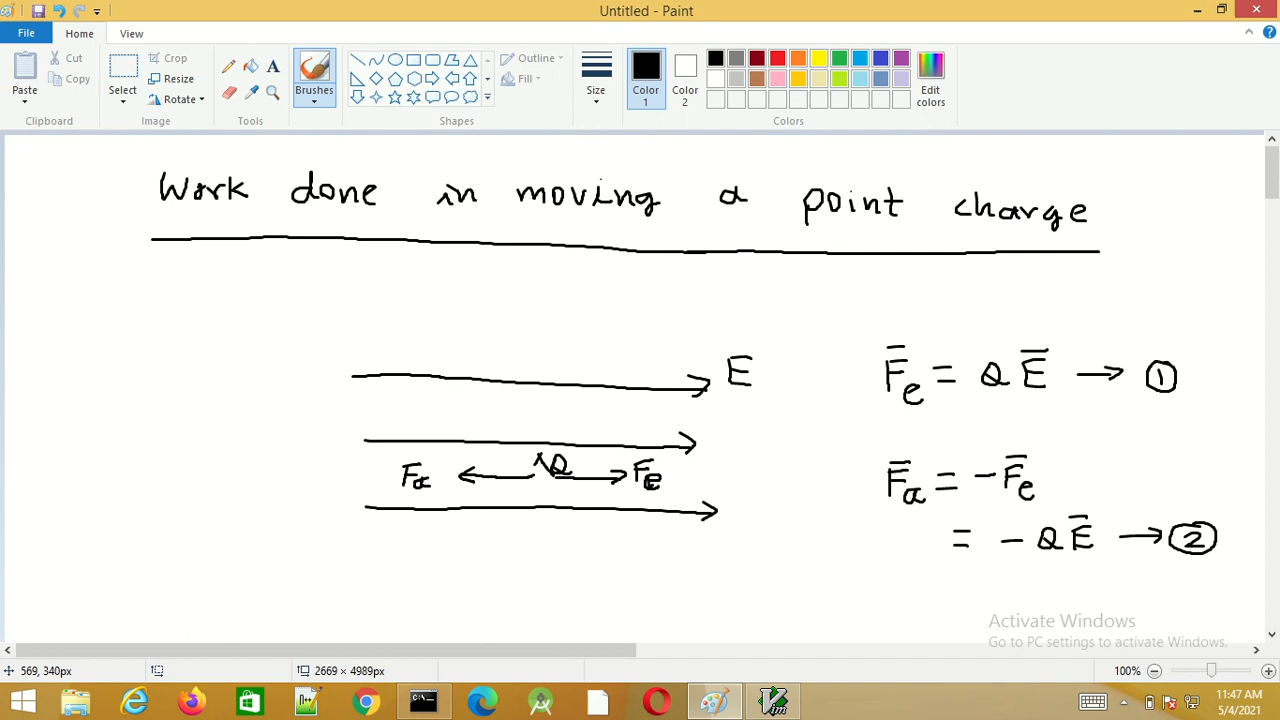 Untitled - Paint
File Home View
Paste Cut Copy Clipboard
Select Crop Resize Rotate Image
Tools
Brushes
Shapes Outline Fill
Size
Color 1 Color 2 Colors Edit colors
Work done in moving a point charge
E
F̅e = Q E̅ → ①
Fa ← Q → Fe
F̅a = -F̅e
= - Q E̅ → ②
Activate Windows
Go to PC settings to activate Windows.
569, 340px 2669 × 4989px 100%
11:47 AM
5/4/2021